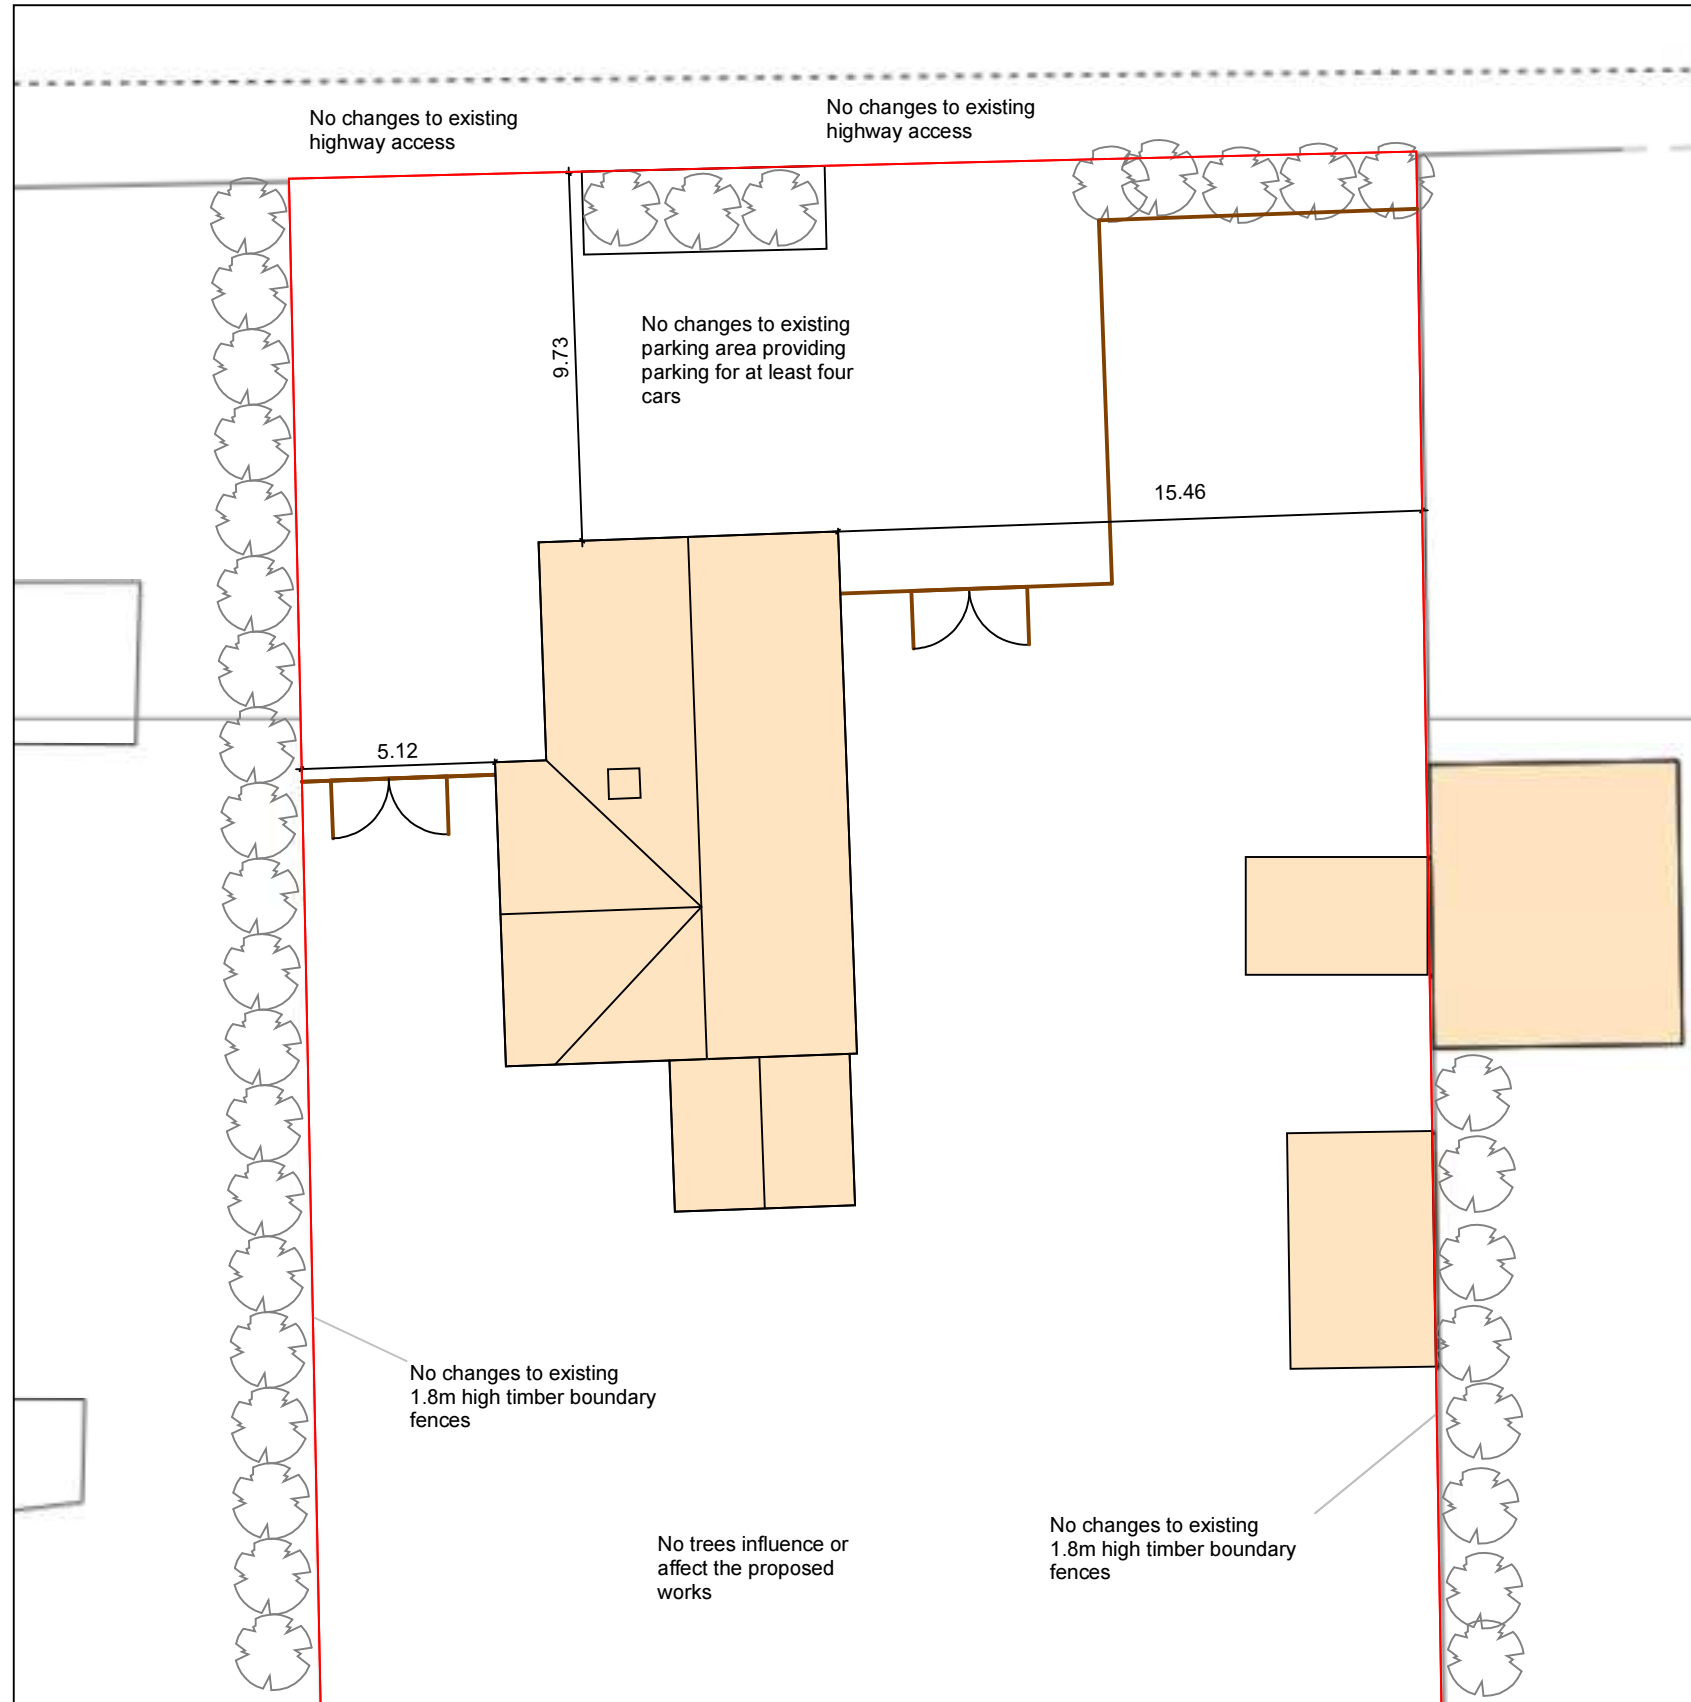 No changes to existing
highway access
No changes to existing
highway access
9.73
No changes to existing
parking area providing
parking for at least four
cars
15.46
5.12
No changes to existing
1.8m high timber boundary
fences
No trees influence or
affect the proposed
works
No changes to existing
1.8m high timber boundary
fences